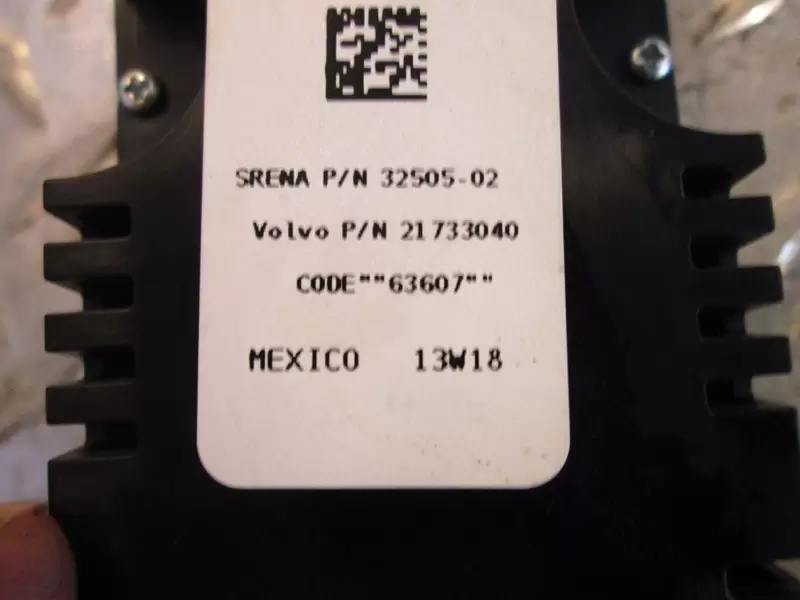 SRENA P/N 32505-02
Volvo P/N 21733040
CODE""63607""
MEXICO 13W18